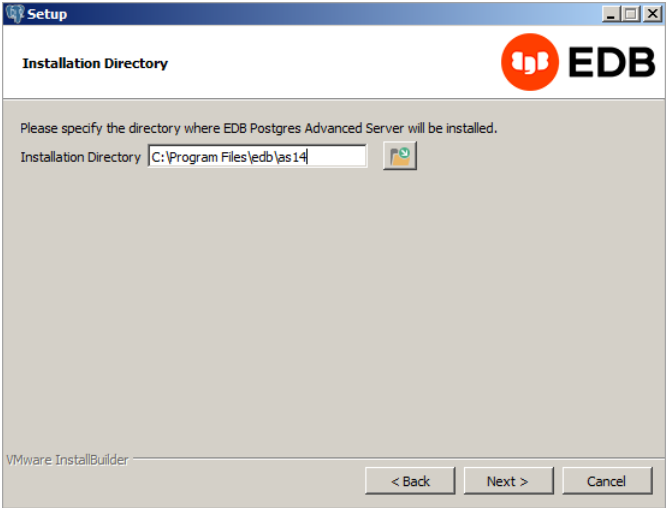 Setup
Installation Directory
EDB
Please specify the directory where EDB Postgres Advanced Server will be installed.
Installation Directory C:\Program Files\edb\as14
VMware InstallBuilder
< Back Next > Cancel